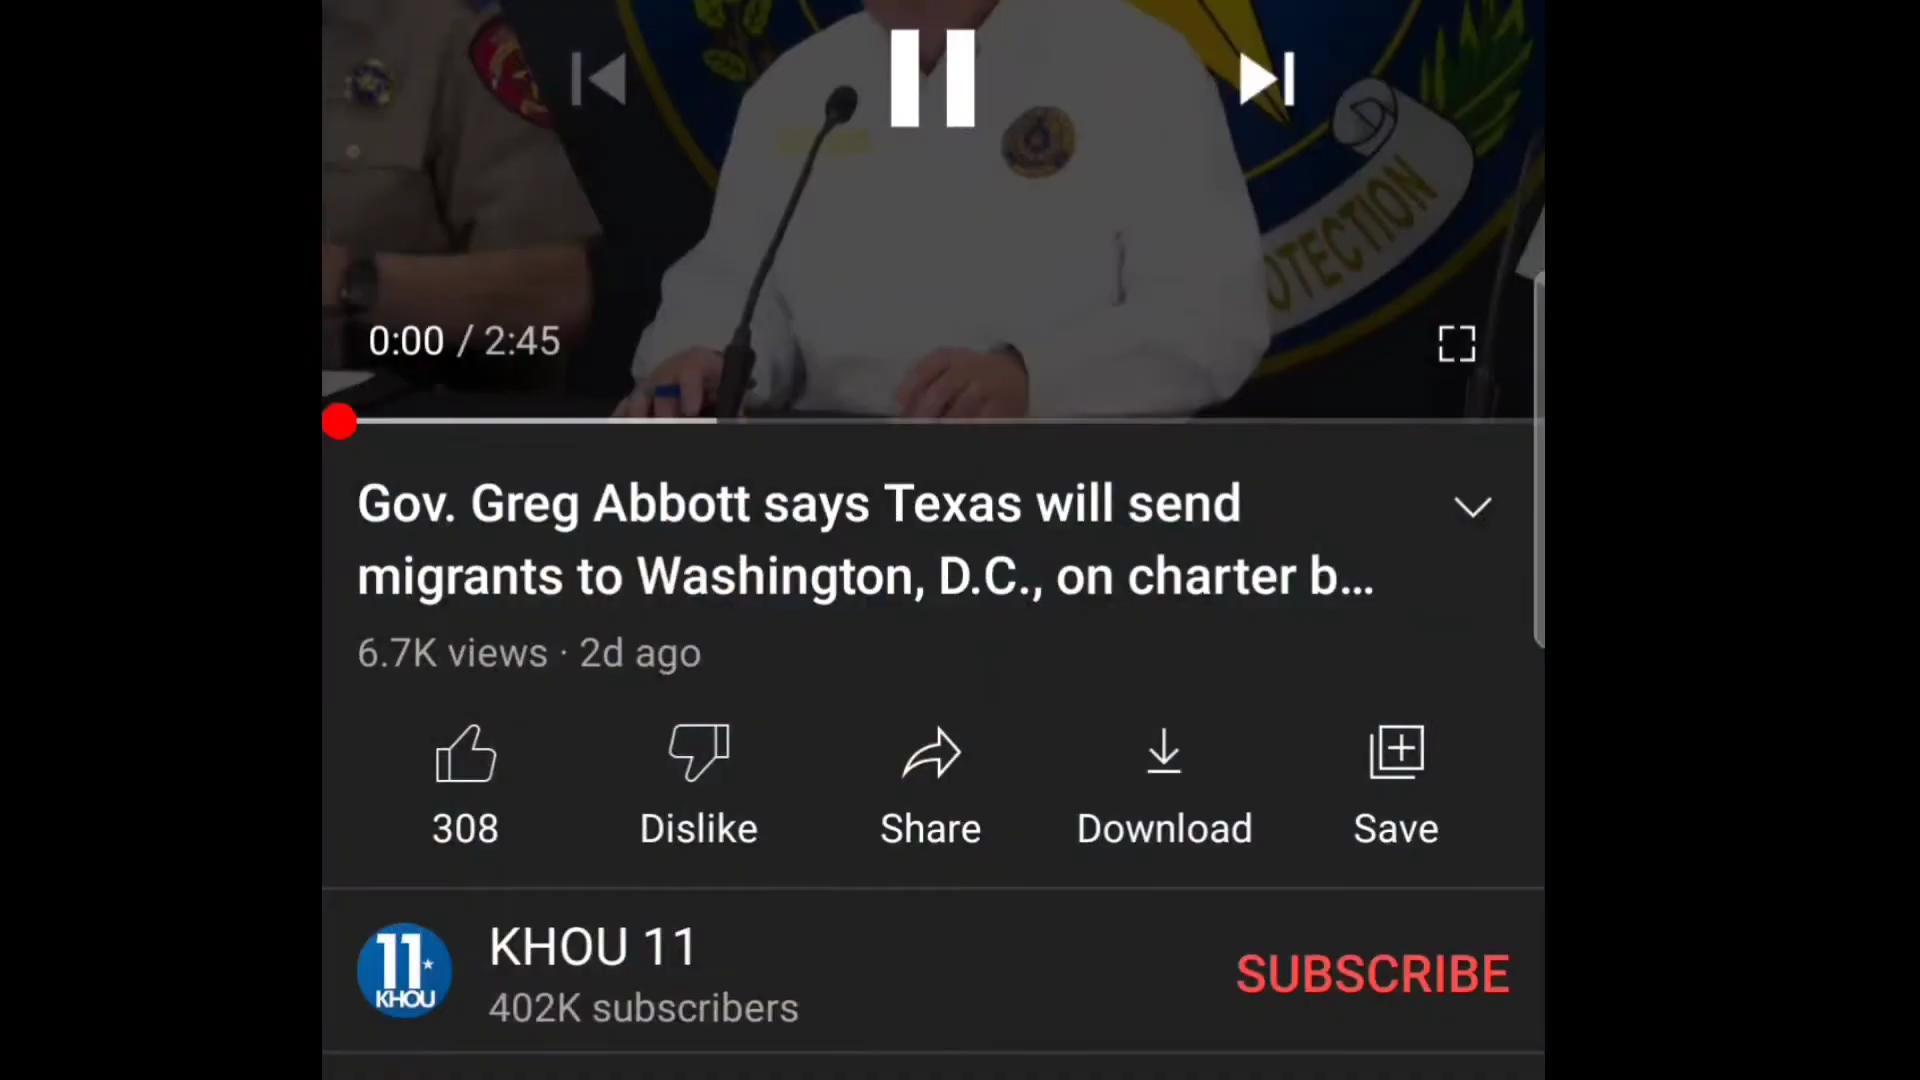 OTECTION
0:00 / 2:45
Gov. Greg Abbott says Texas will send
migrants to Washington, D.C., on charter b...
6.7K views · 2d ago
308
Dislike
Share
Download
Save
11
KHOU
KHOU 11
402K subscribers
SUBSCRIBE